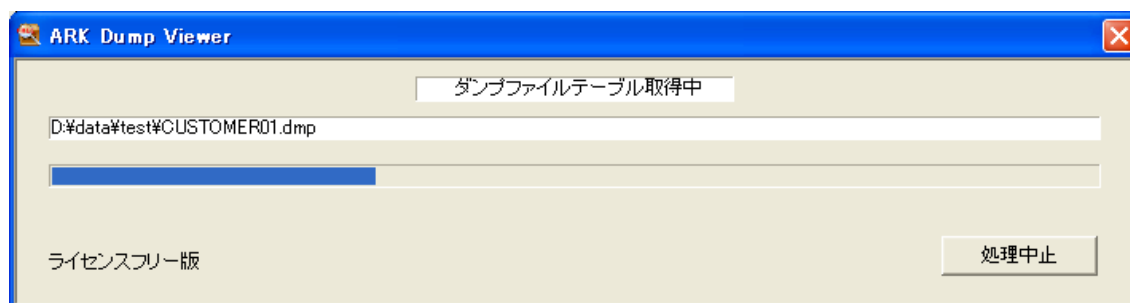 ARK Dump Viewer
ダンプファイルテーブル取得中
D:¥data¥test¥CUSTOMER01.dmp
ライセンスフリー版
処理中止